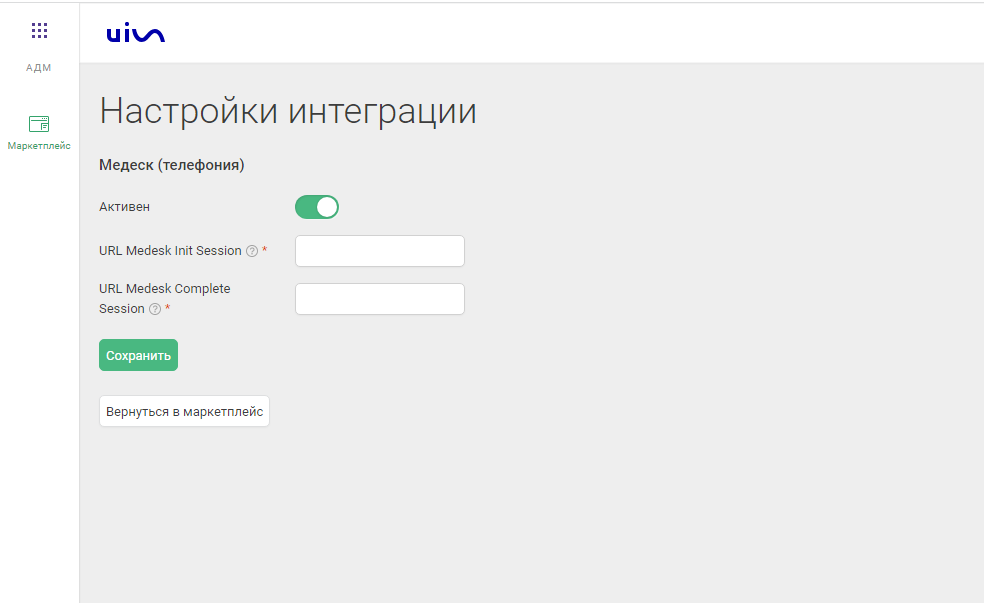 uis
АДМ
Маркетплейс
Настройки интеграции
Медеск (телефония)
Активен
URL Medesk Init Session ? *
URL Medesk Complete
Session ? *
Сохранить
Вернуться в маркетплейс